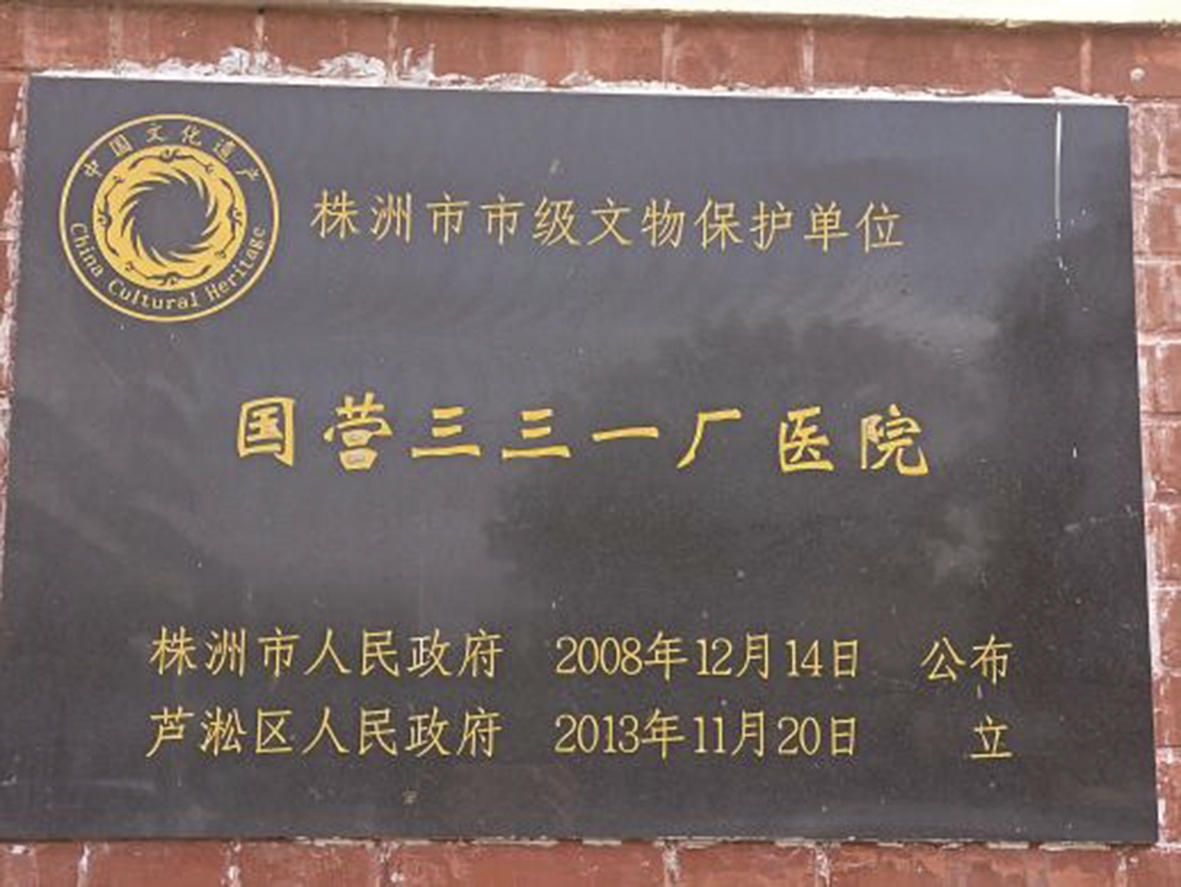 中国文化遗产
China Cultural Heritage
株洲市市级文物保护单位
国营三三一厂医院
株洲市人民政府 2008年12月14日 公布
芦淞区人民政府 2013年11月20日 立